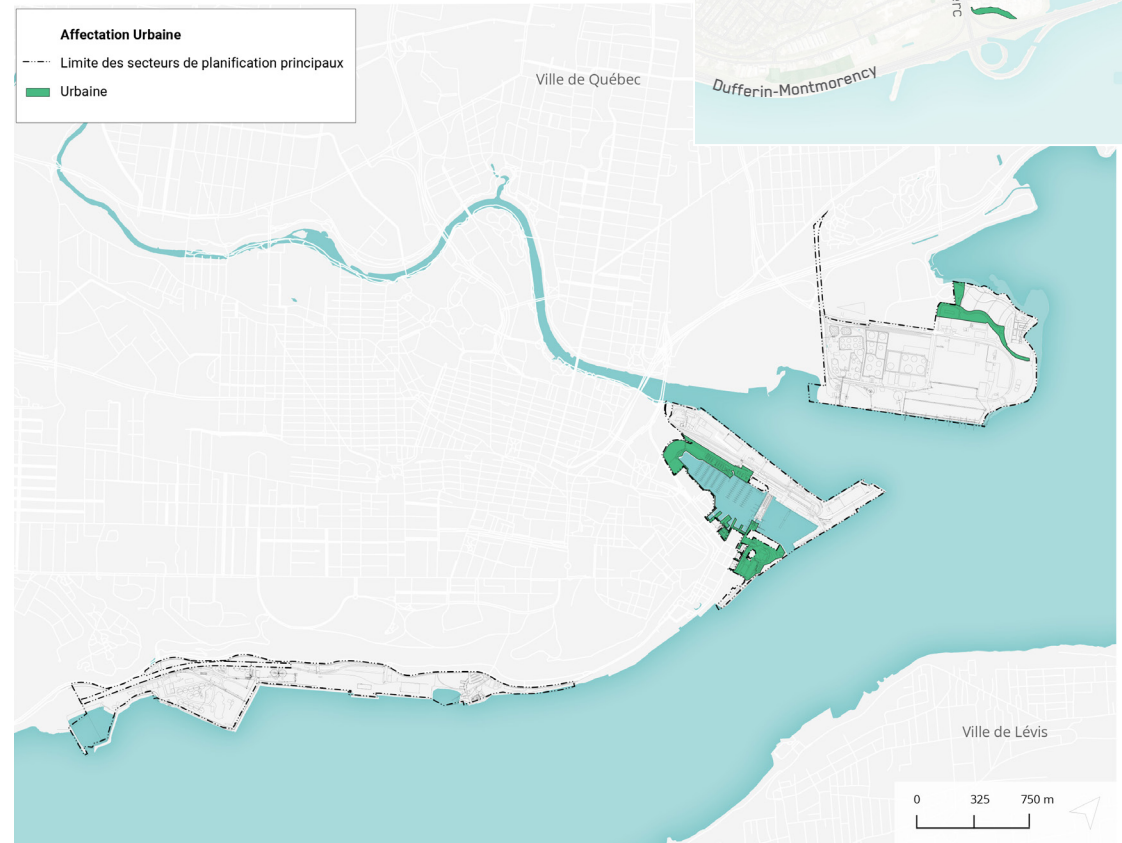 Affectation Urbaine
Limite des secteurs de planification principaux
Urbaine
Ville de Québec
Dufferin-Montmorency
Ville de Lévis
0 325 750 m